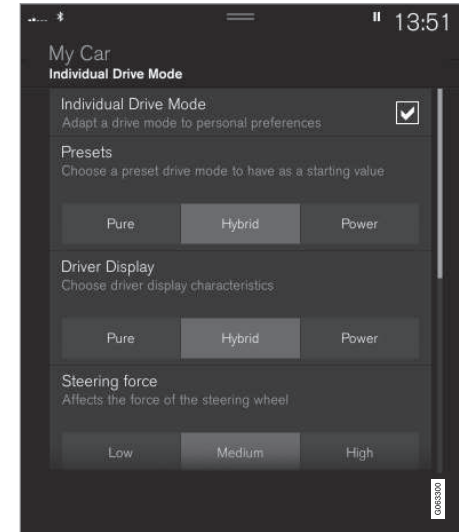 13:51
My Car
Individual Drive Mode
Individual Drive Mode
Adapt a drive mode to personal preferences
Presets
Choose a preset drive mode to have as a starting value
Pure Hybrid Power
Driver Display
Choose driver display characteristics
Pure Hybrid Power
Steering force
Affects the force of the steering wheel
Low Medium High
G063300